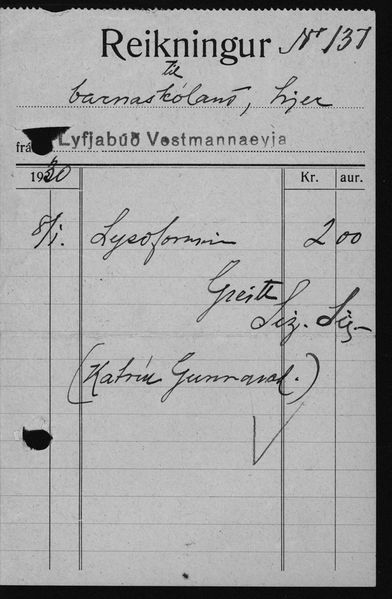 Reikningur Nr 137
til
barnaskólans, hjer
frá Lyfjabúð Vestmannaeyja
1930 Kr. aur.
8/1. Lysoformin 2 00
Greitt
Sig. Sig.
(Katrín Gunnarsd.)